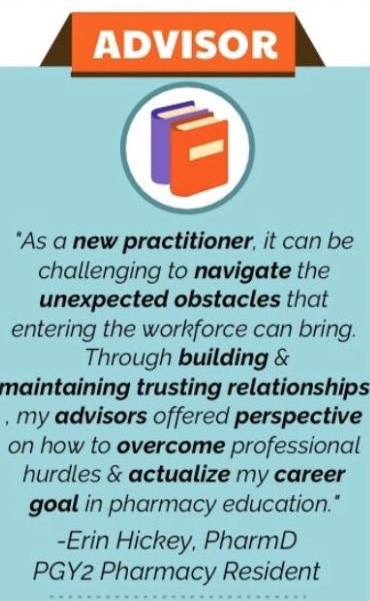 ADVISOR
"As a new practitioner, it can be
challenging to navigate the
unexpected obstacles that
entering the workforce can bring.
Through building &
maintaining trusting relationships
, my advisors offered perspective
on how to overcome professional
hurdles & actualize my career
goal in pharmacy education."
-Erin Hickey, PharmD
PGY2 Pharmacy Resident